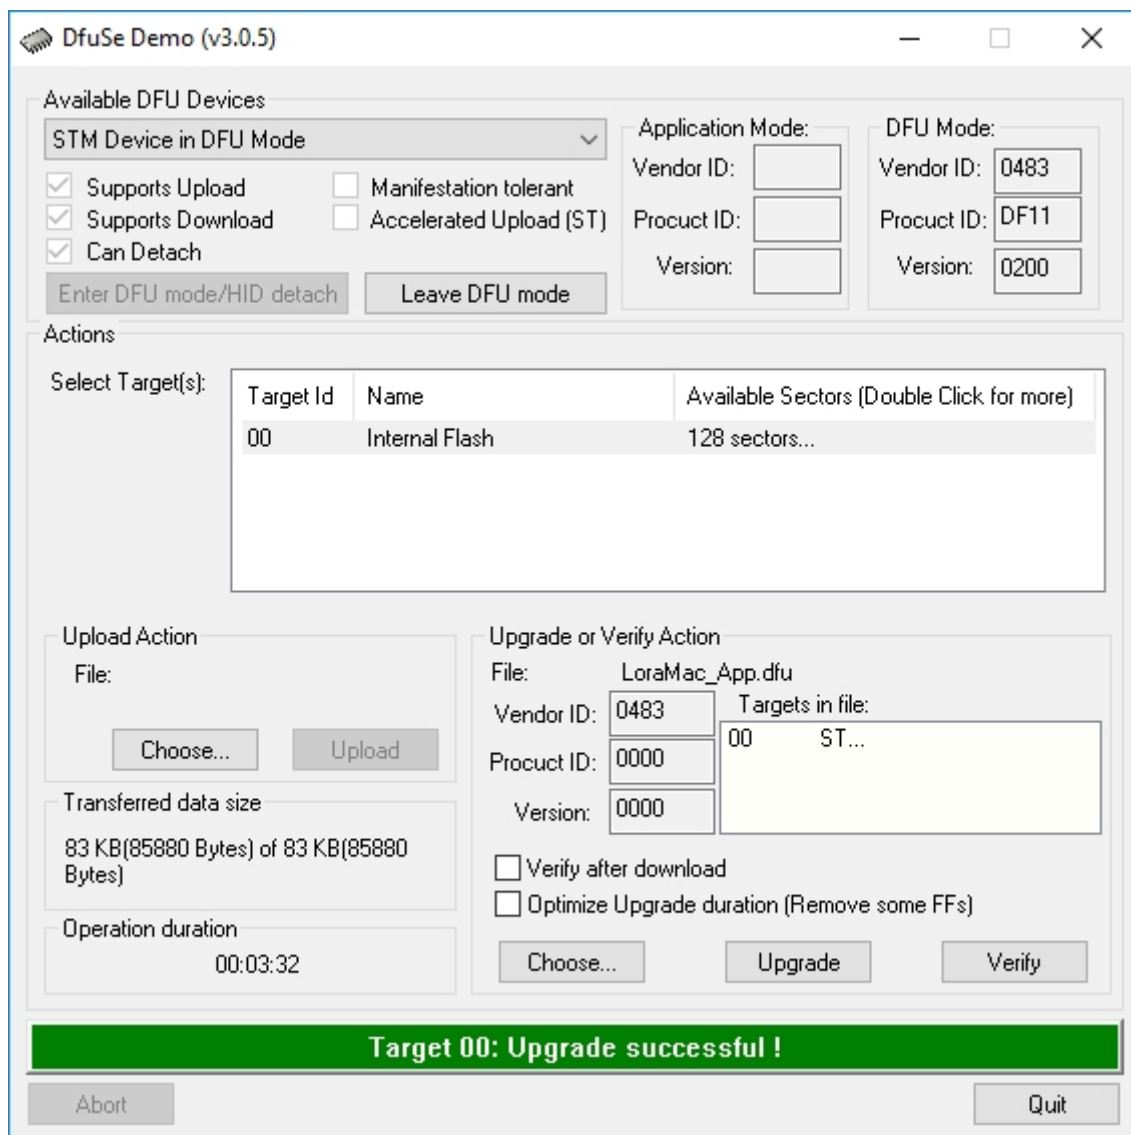 DfuSe Demo (v3.0.5)
Available DFU Devices
STM Device in DFU Mode
Supports Upload
Manifestation tolerant
Supports Download
Accelerated Upload (ST)
Can Detach
Enter DFU mode/HID detach
Leave DFU mode
Application Mode:
Vendor ID:
Procuct ID:
Version:
DFU Mode:
Vendor ID: 0483
Procuct ID: DF11
Version: 0200
Actions
Select Target(s):
Target Id Name Available Sectors (Double Click for more)
00 Internal Flash 128 sectors...
Upload Action
File:
Choose...
Upload
Transferred data size
83 KB(85880 Bytes) of 83 KB(85880
Bytes)
Operation duration
00:03:32
Upgrade or Verify Action
File: LoraMac_App.dfu
Vendor ID: 0483
Procuct ID: 0000
Version: 0000
Targets in file:
00 ST...
Verify after download
Optimize Upgrade duration (Remove some FFs)
Choose...
Upgrade
Verify
Target 00: Upgrade successful !
Abort
Quit